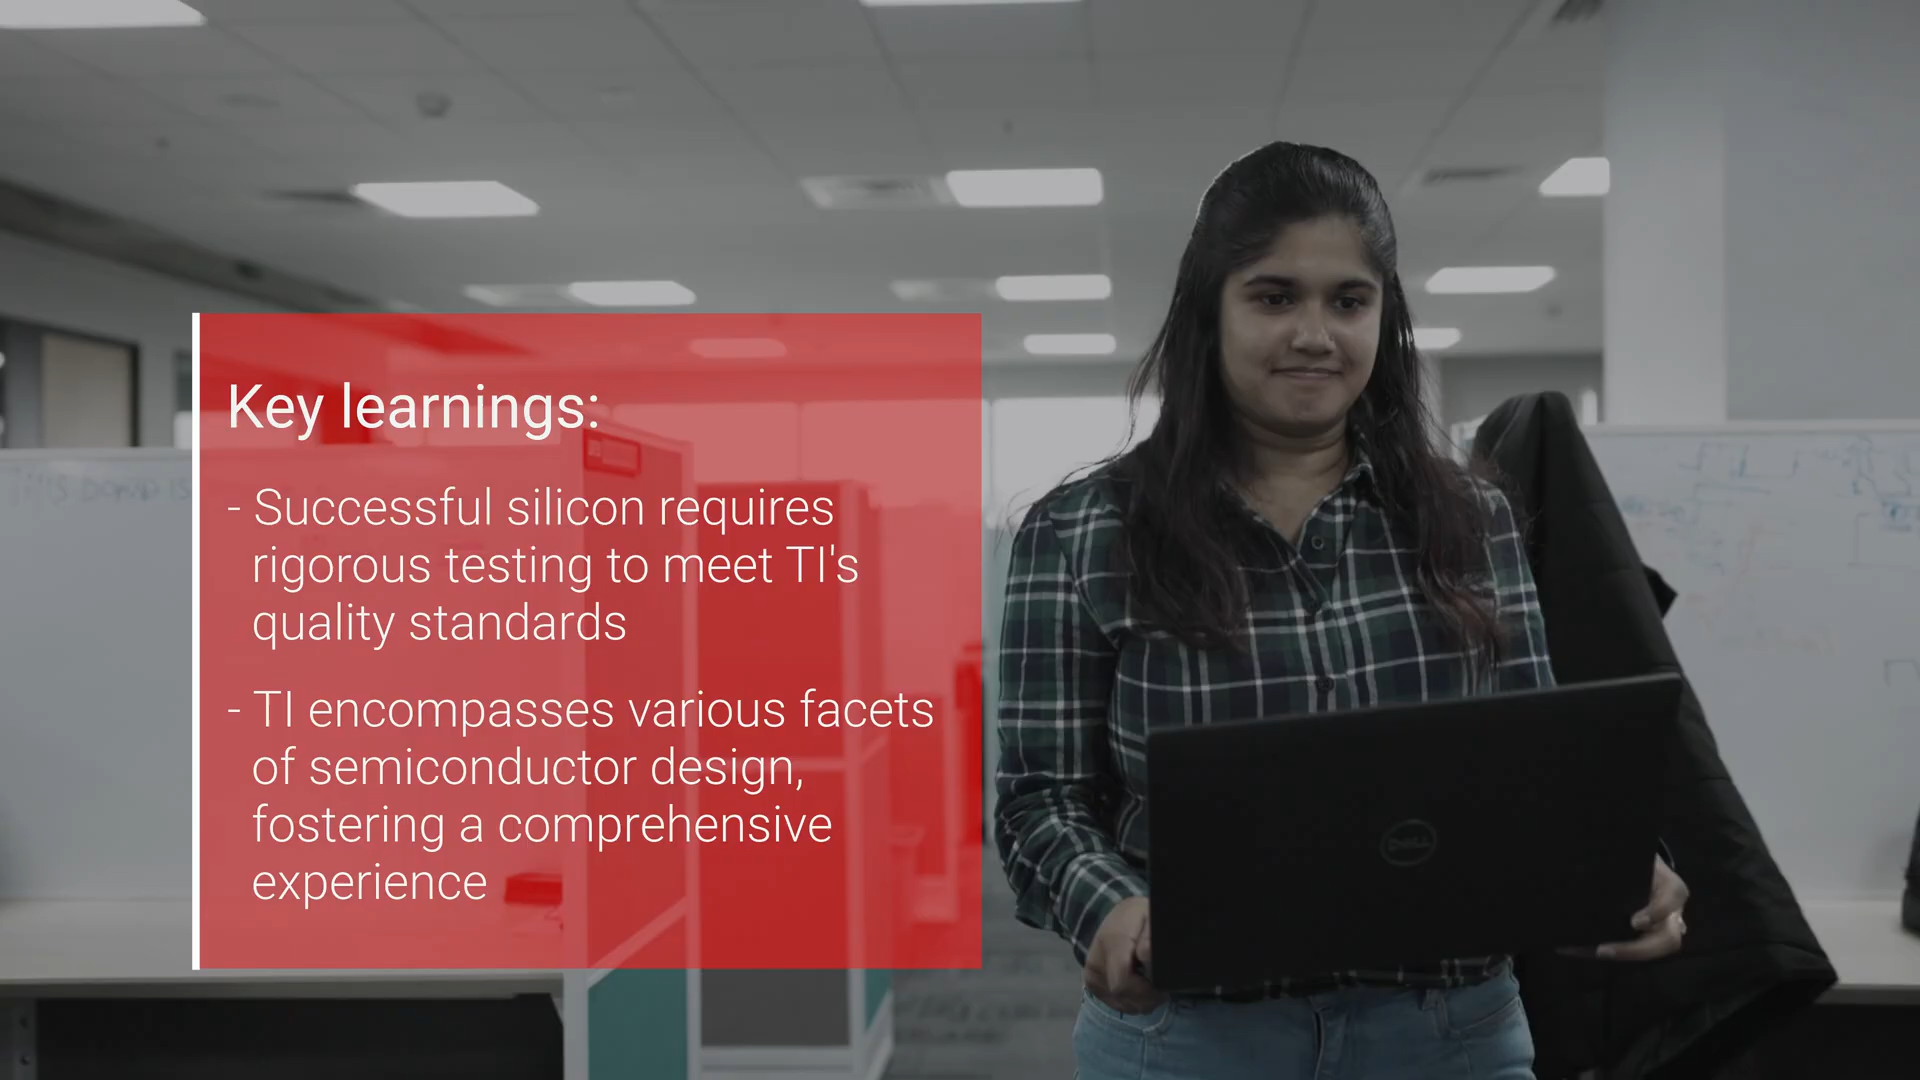 Key learnings:
- Successful silicon requires
rigorous testing to meet TI's
quality standards
- TI encompasses various facets
of semiconductor design,
fostering a comprehensive
experience
DELL